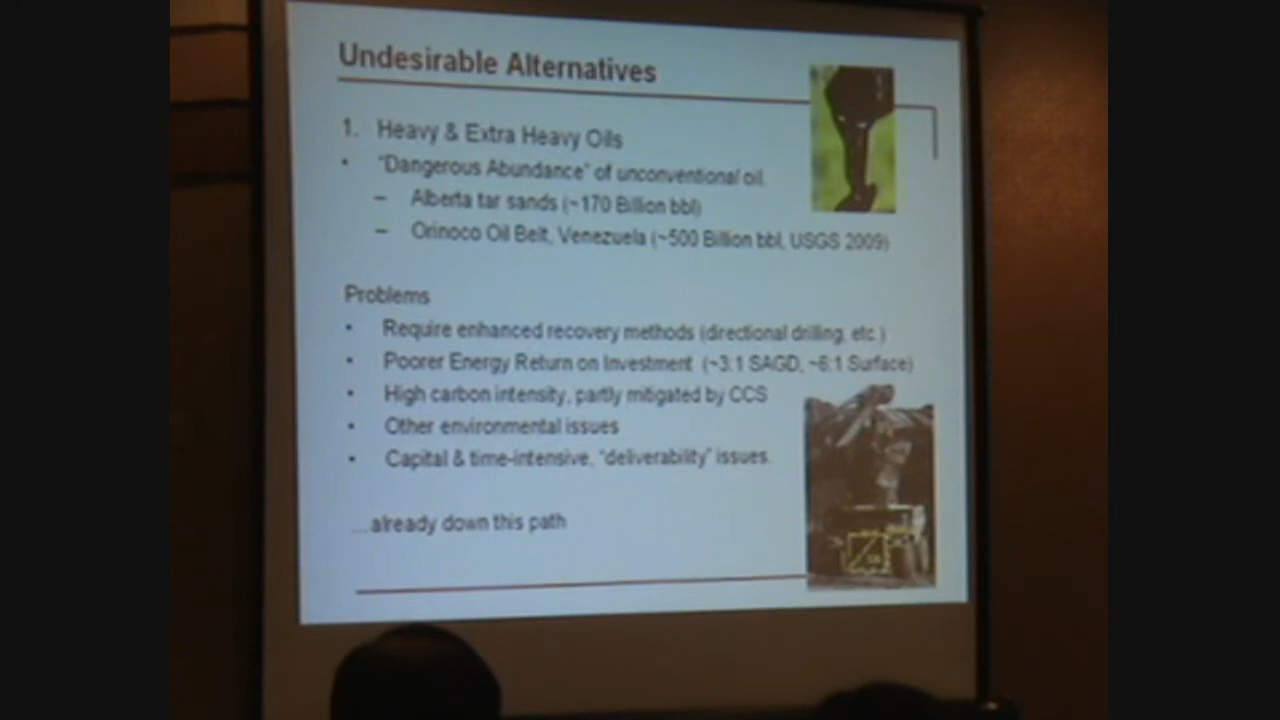 Undesirable Alternatives
1. Heavy & Extra Heavy Oils
• "Dangerous Abundance" of unconventional oil.
– Alberta tar sands (~170 Billion bbl)
– Orinoco Oil Belt, Venezuela (~500 Billion bbl, USGS 2009)
Problems
• Require enhanced recovery methods (directional drilling, etc.)
• Poorer Energy Return on Investment (~3:1 SAGD, ~6:1 Surface)
• High carbon intensity, partly mitigated by CCS
• Other environmental issues
• Capital & time-intensive, "deliverability" issues.
...already down this path